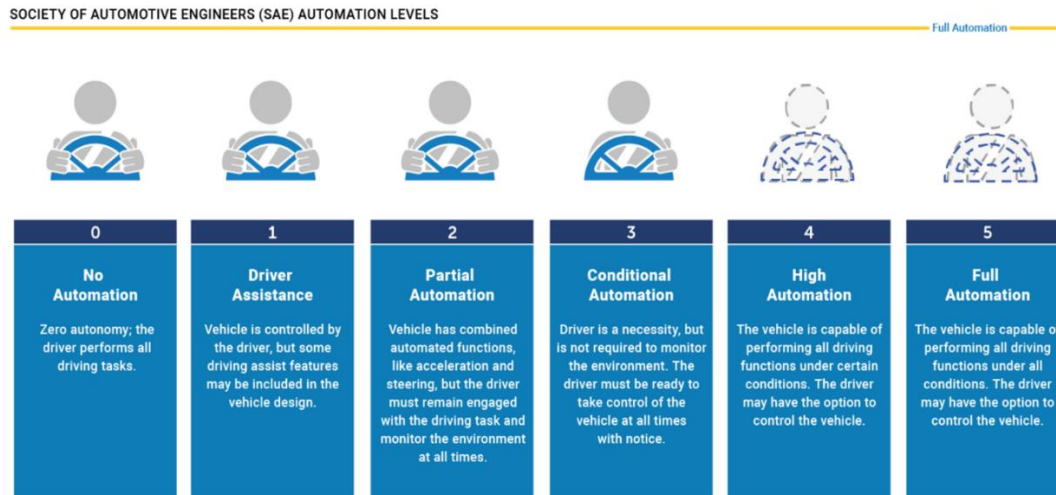 SOCIETY OF AUTOMOTIVE ENGINEERS (SAE) AUTOMATION LEVELS
Full Automation
0
No
Automation
Zero autonomy; the
driver performs all
driving tasks.
1
Driver
Assistance
Vehicle is controlled by
the driver, but some
driving assist features
may be included in the
vehicle design.
2
Partial
Automation
Vehicle has combined
automated functions,
like acceleration and
steering, but the driver
must remain engaged
with the driving task and
monitor the environment
at all times.
3
Conditional
Automation
Driver is a necessity, but
is not required to monitor
the environment. The
driver must be ready to
take control of the
vehicle at all times
with notice.
4
High
Automation
The vehicle is capable of
performing all driving
functions under certain
conditions. The driver
may have the option to
control the vehicle.
5
Full
Automation
The vehicle is capable o
performing all driving
functions under all
conditions. The driver
may have the option to
control the vehicle.